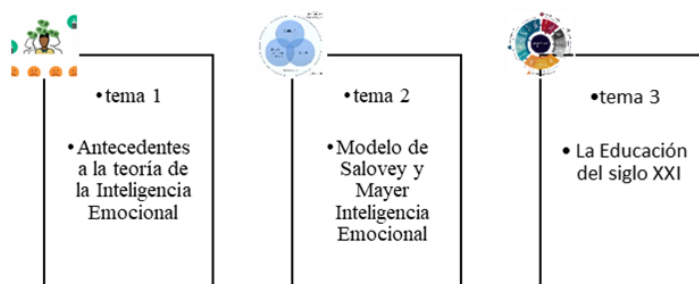 •tema 1
•Antecedentes
a la teoría de
la Inteligencia
Emocional
•tema 2
•Modelo de
Salovey y
Mayer
Inteligencia
Emocional
•tema 3
• La Educación
del siglo XXI